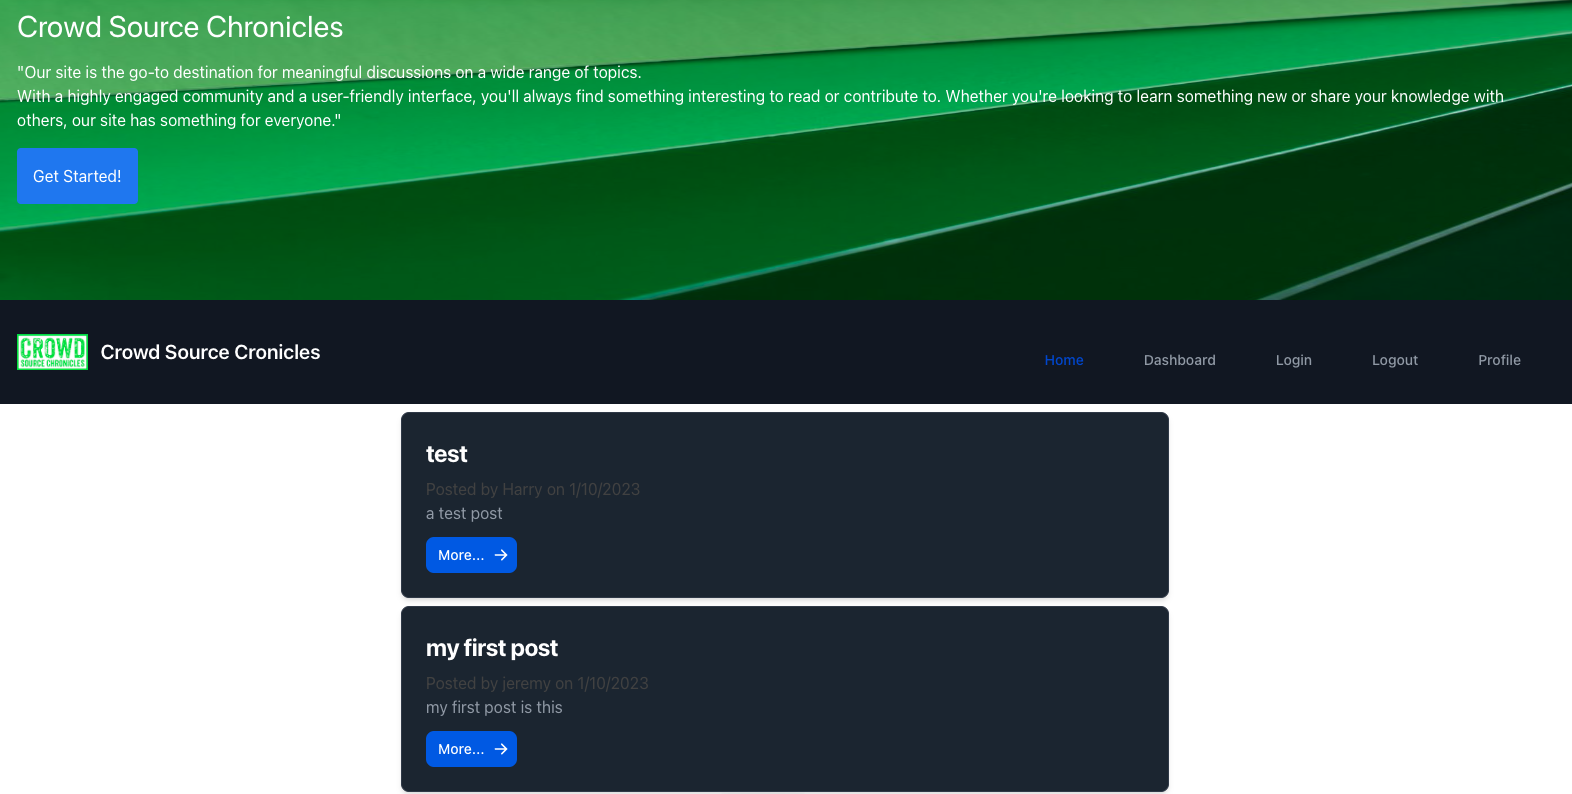 Crowd Source Chronicles
"Our site is the go-to destination for meaningful discussions on a wide range of topics.
With a highly engaged community and a user-friendly interface, you'll always find something interesting to read or contribute to. Whether you're looking to learn something new or share your knowledge with
others, our site has something for everyone."
Get Started!
CROWD
SOURCE CHRONICLES
Crowd Source Cronicles
Home Dashboard Login Logout Profile
test
Posted by Harry on 1/10/2023
a test post
More...
my first post
Posted by jeremy on 1/10/2023
my first post is this
More...